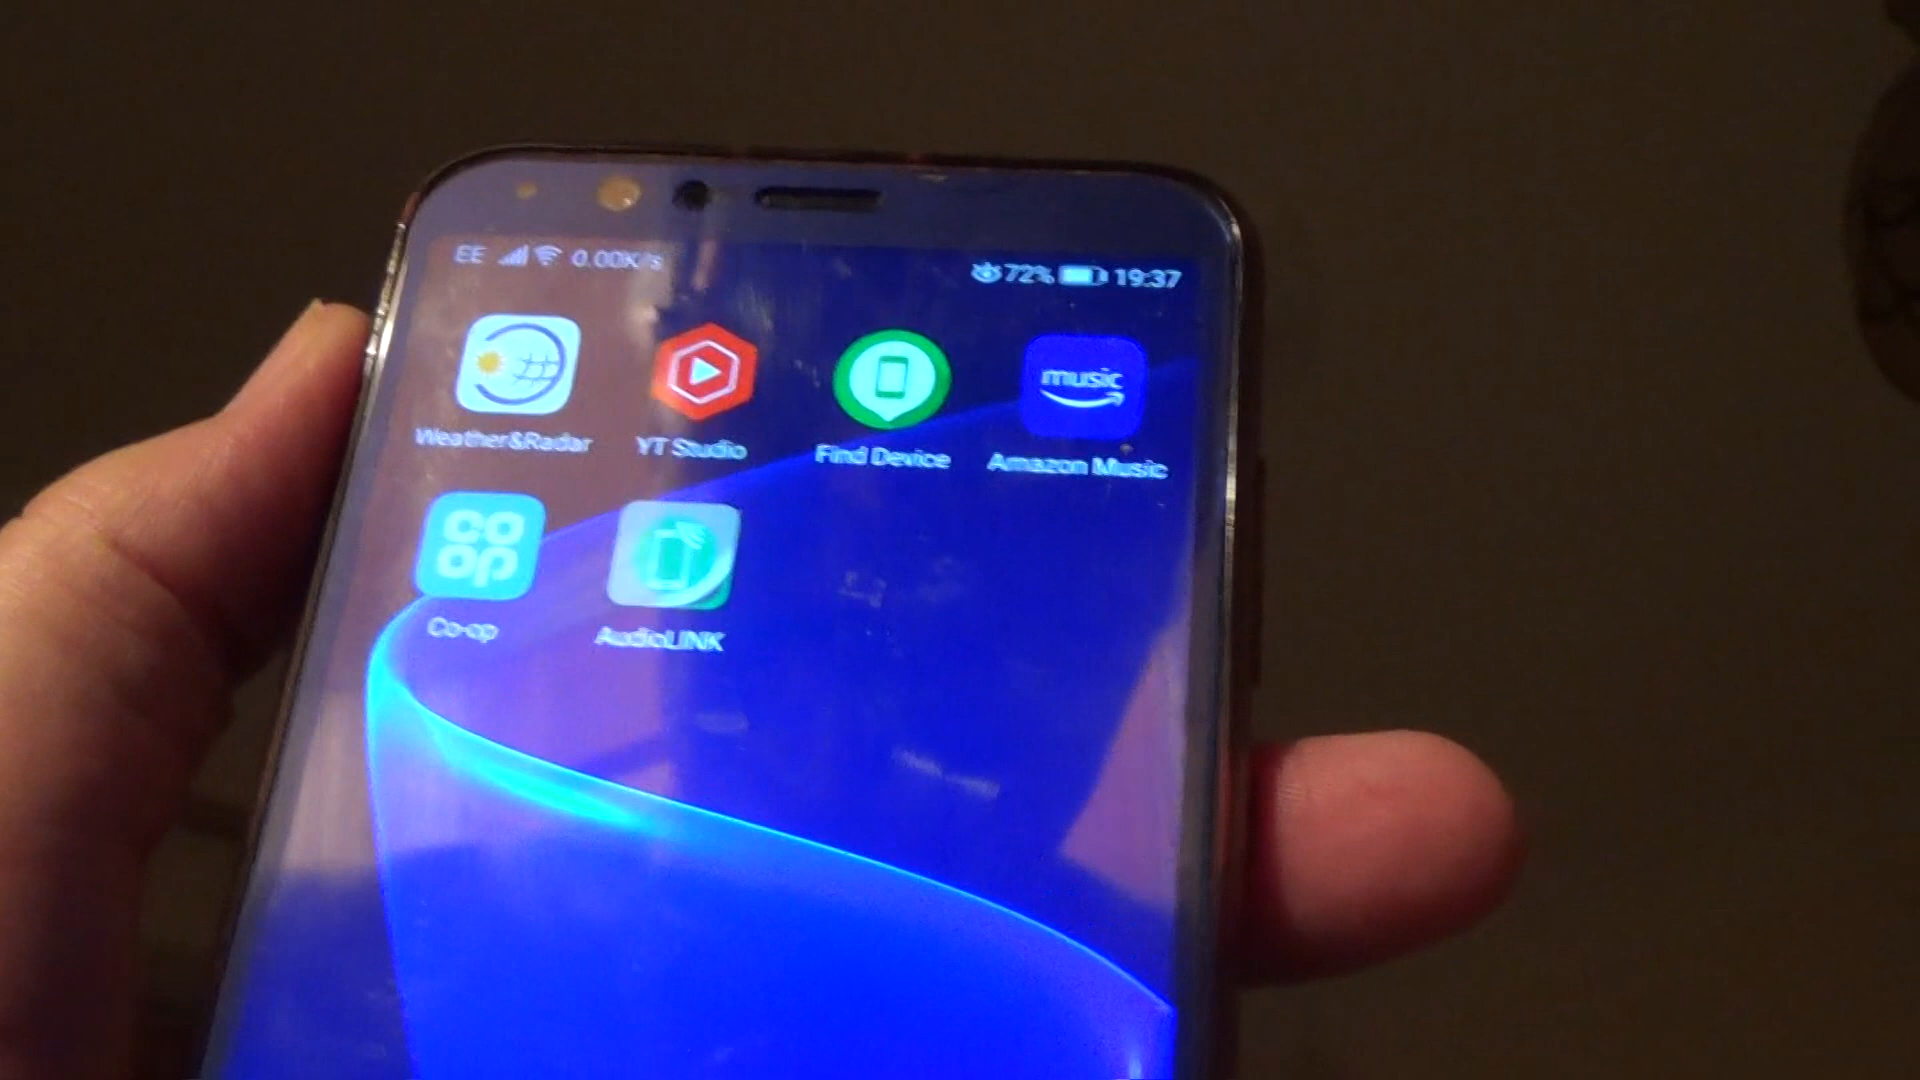 EE 0.00K/s 72% 19:37
Weather&Radar YT Studio Find Device Amazon Music
music
CO
OP
Co-op AudioLINK